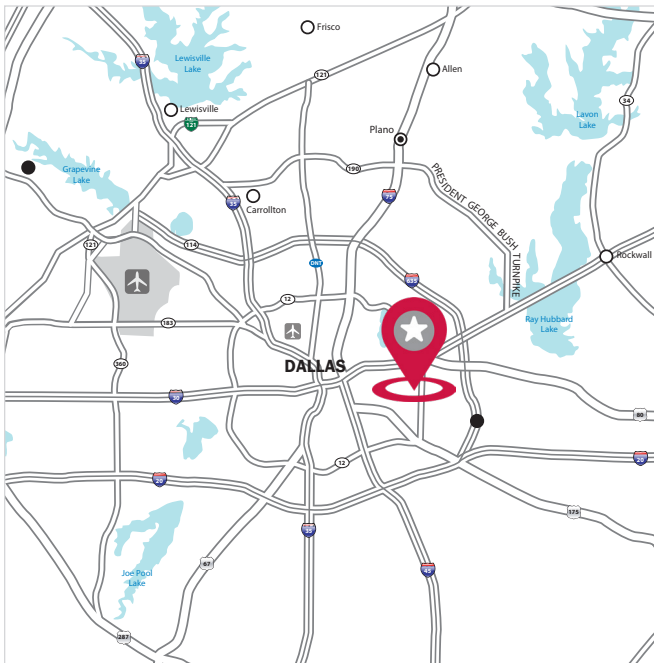 Frisco
Lewisville
Lake
35
121
Allen
34
Lewisville
121
Lavon
Lake
Plano
190
Grapevine
Lake
PRESIDENT GEORGE BUSH TURNPIKE
75
Carrollton
35
121
114
DNT
635
Rockwall
12
183
Ray Hubbard
Lake
360
DALLAS
30
80
12
20
20
175
35
67
45
Joe Pool
Lake
287